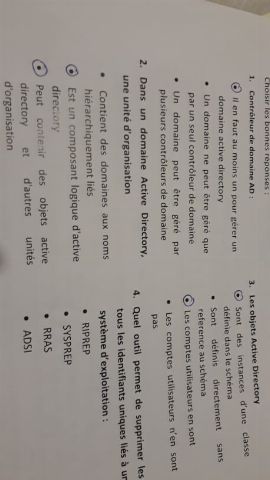 Choisir les bonnes réponses :
1. Contrôleur de domaine AD :
Il en faut au moins un pour gérer un
domaine active directory
• Un domaine ne peut être géré que
par un seul contrôleur de domaine
• Un domaine peut être géré par
plusieurs contrôleurs de domaine
2. Dans un domaine Active Directory,
une unité d'organisation
• Contient des domaines aux noms
hiérarchiquement liés
• Est un composant logique d'active
directory
• Peut contenir des objets active
directory et d'autres unités
d'organisation
3. Les objets Active Directory
• Sont des instances d'une classe
définie dans le schéma
• Sont définis directement sans
reference au schéma
Les comptes utilisateurs en sont
• Les comptes utilisateurs n'en sont
pas
4. Quel outil permet de supprimer les
tous les identifiants uniques liés à un
système d'exploitation :
• RIPREP
• SYSPREP
• RRAS
• ADSI